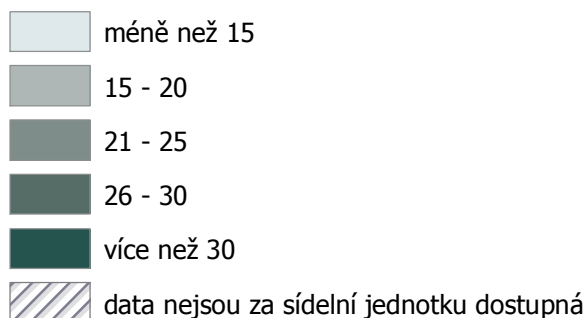 méně než 15
15 - 20
21 - 25
26 - 30
více než 30
data nejsou za sídelní jednotku dostupná